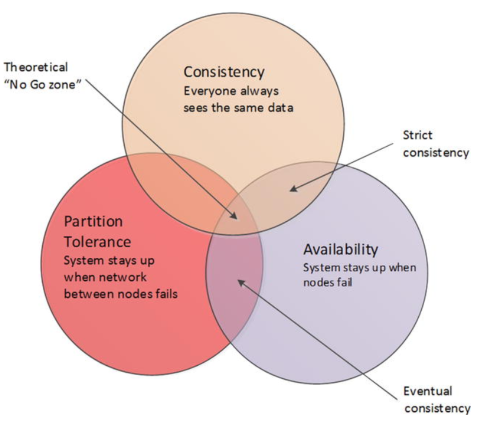 Theoretical
“No Go zone”
Consistency
Everyone always
sees the same data
Strict
consistency
Partition
Tolerance
System stays up
when network
between nodes fails
Availability
System stays up when
nodes fail
Eventual
consistency